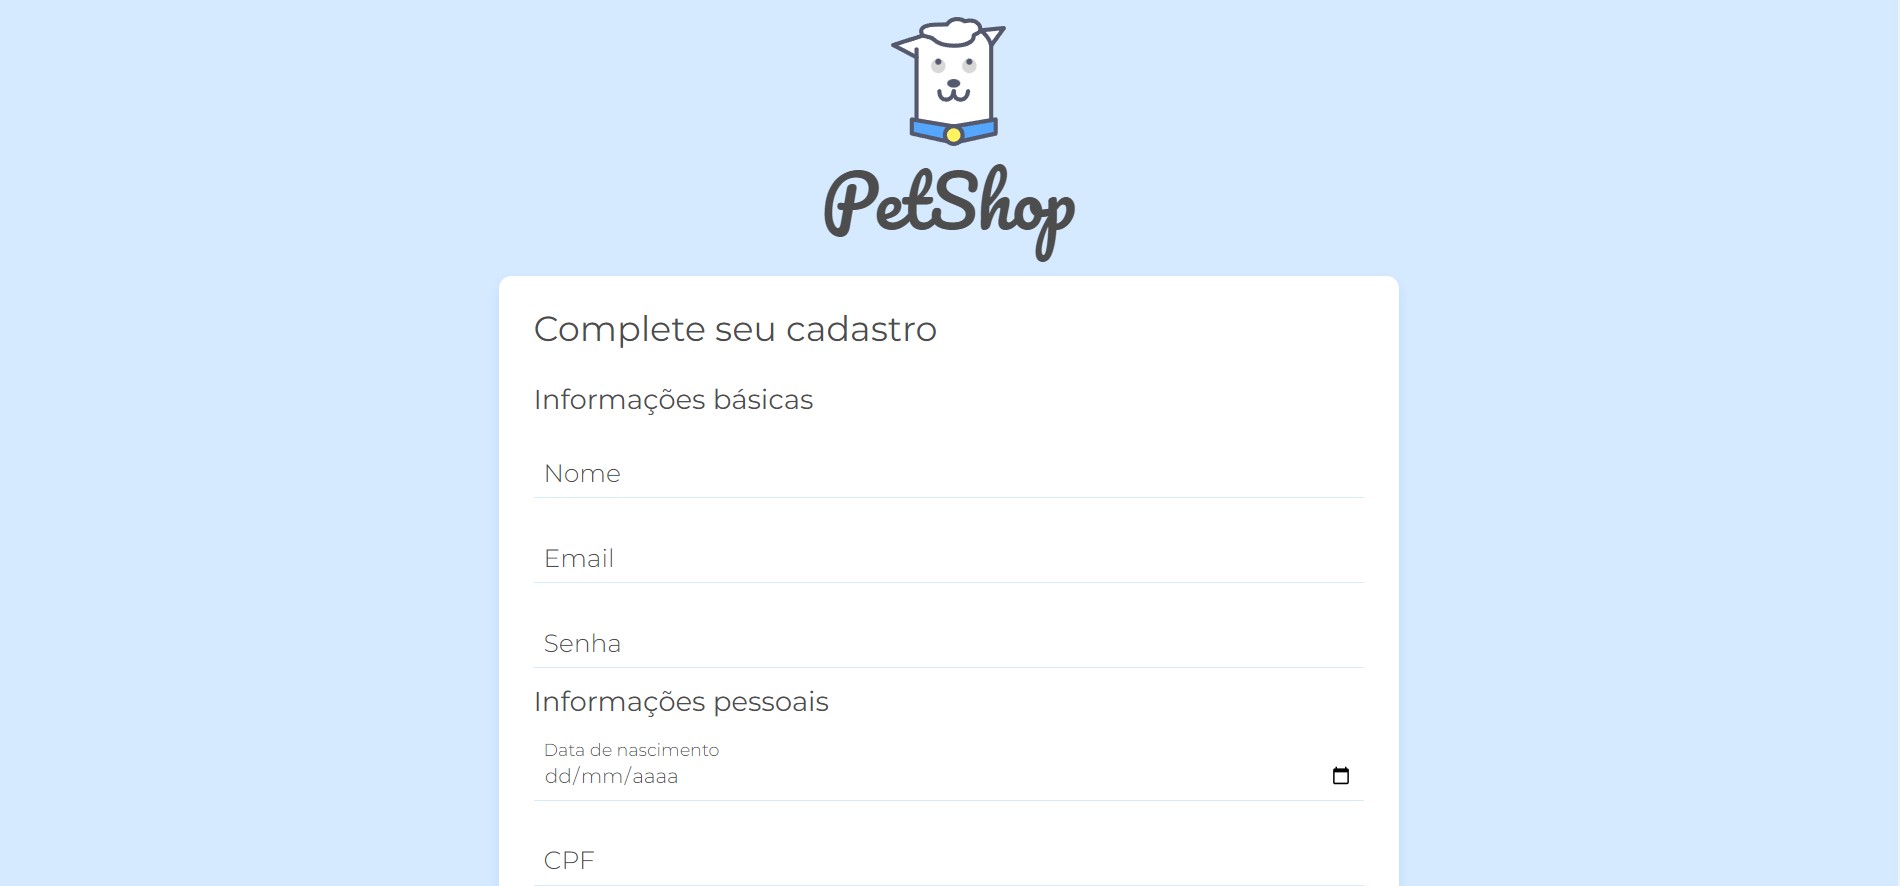 PetShop
Complete seu cadastro
Informações básicas
Nome
Email
Senha
Informações pessoais
Data de nascimento
dd/mm/aaaa
CPF